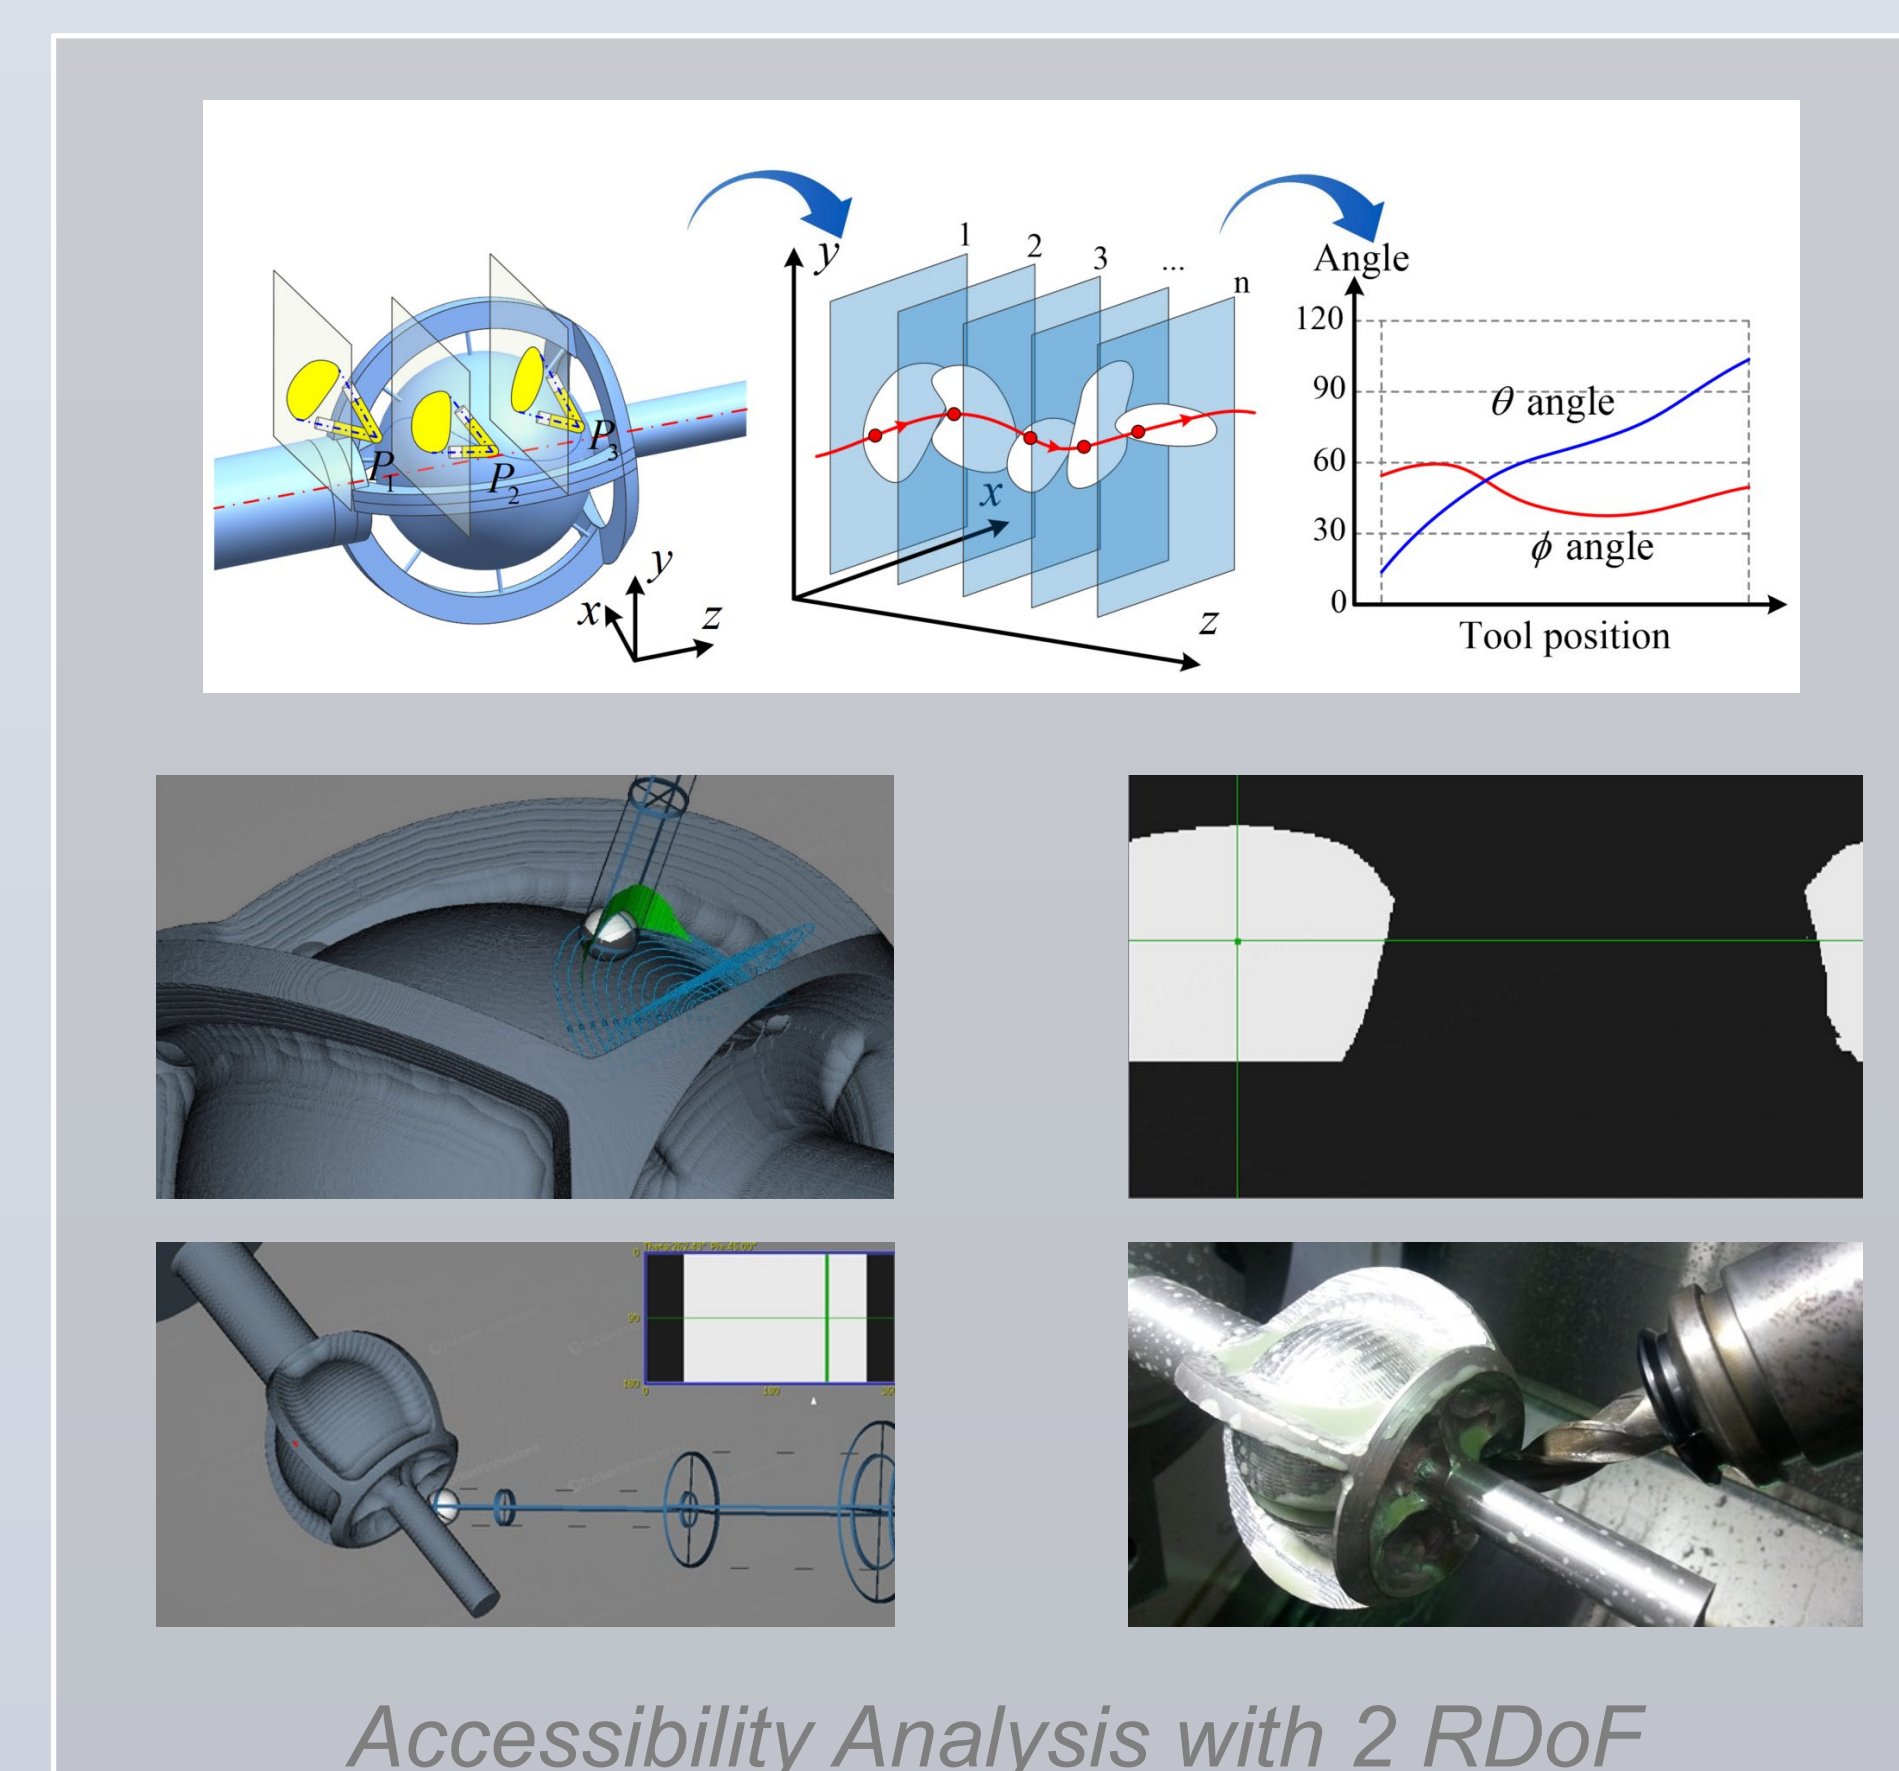 P1
P2
P3
y
x
z
y
1
2
3
...
n
x
z
Angle
120
90
60
30
0
θ angle
ϕ angle
Tool position
0
90
180
0
180
Accessibility Analysis with 2 RDoF